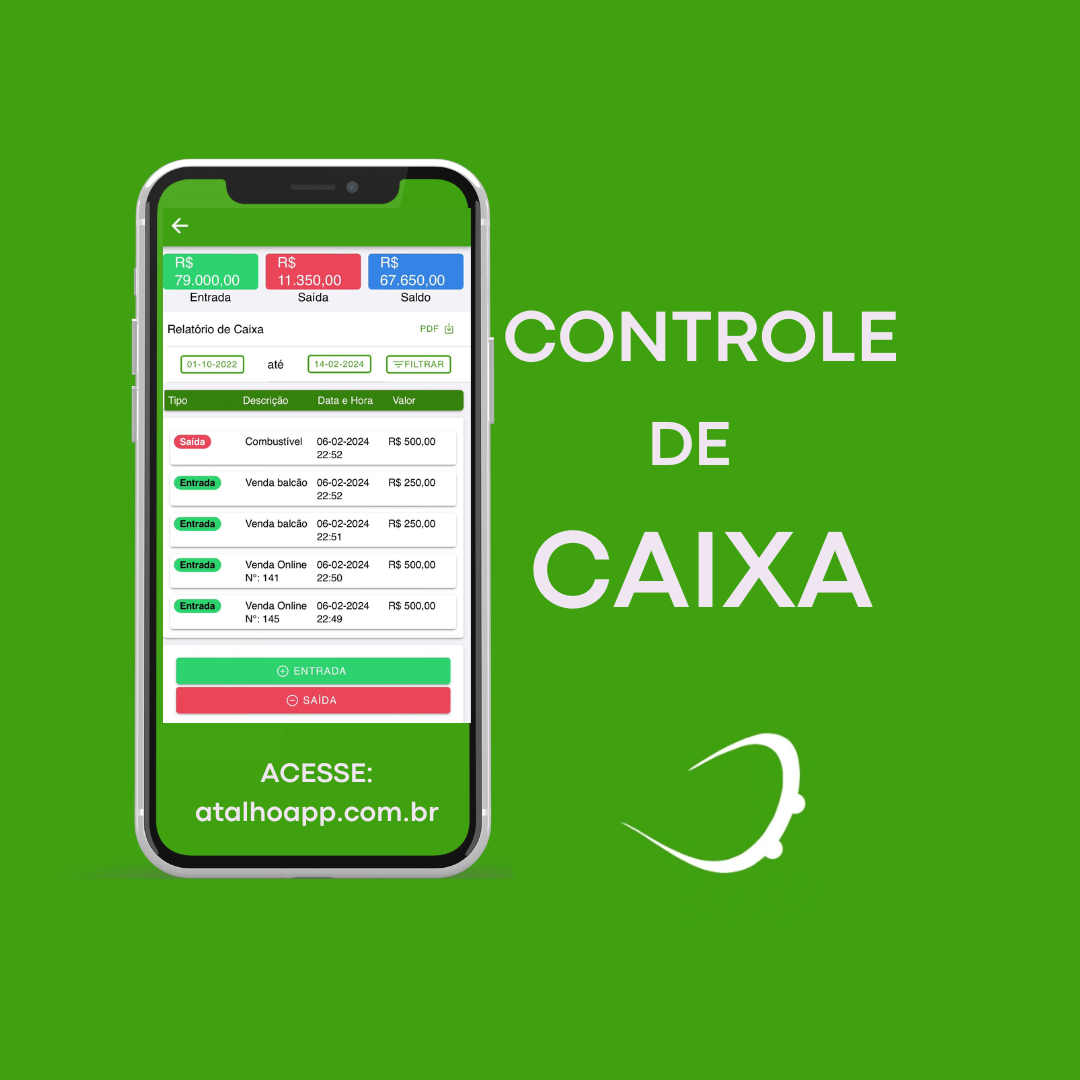 R$ R$ R$
79.000,00 11.350,00 67.650,00
Entrada Saída Saldo
Relatório de Caixa PDF
01-10-2022 até 14-02-2024 FILTRAR
Tipo Descrição Data e Hora Valor
Saída Combustível 06-02-2024 R$ 500,00
22:52
Entrada Venda balcão 06-02-2024 R$ 250,00
22:52
Entrada Venda balcão 06-02-2024 R$ 250,00
22:51
Entrada Venda Online 06-02-2024 R$ 500,00
N°: 141 22:50
Entrada Venda Online 06-02-2024 R$ 500,00
N°: 145 22:49
ENTRADA
SAÍDA
ACESSE:
atalhoapp.com.br
CONTROLE
DE
CAIXA